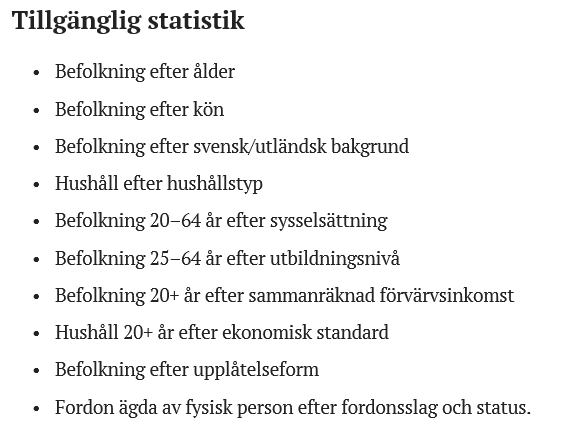 Tillgänglig statistik
• Befolkning efter ålder
• Befolkning efter kön
• Befolkning efter svensk/utländsk bakgrund
• Hushåll efter hushållstyp
• Befolkning 20–64 år efter sysselsättning
• Befolkning 25–64 år efter utbildningsnivå
• Befolkning 20+ år efter sammanräknad förvärvsinkomst
• Hushåll 20+ år efter ekonomisk standard
• Befolkning efter upplåtelseform
• Fordon ägda av fysisk person efter fordonsslag och status.